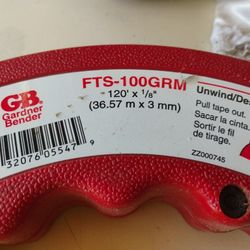 GB
Gardner
Bender
FTS-100GRM
120' x 1/8"
(36.57 m x 3 mm)
Unwind/Des
Pull tape out.
Sacar la cinta.
Sortir le fil
de tirage.
32076 05547 9
ZZ000745